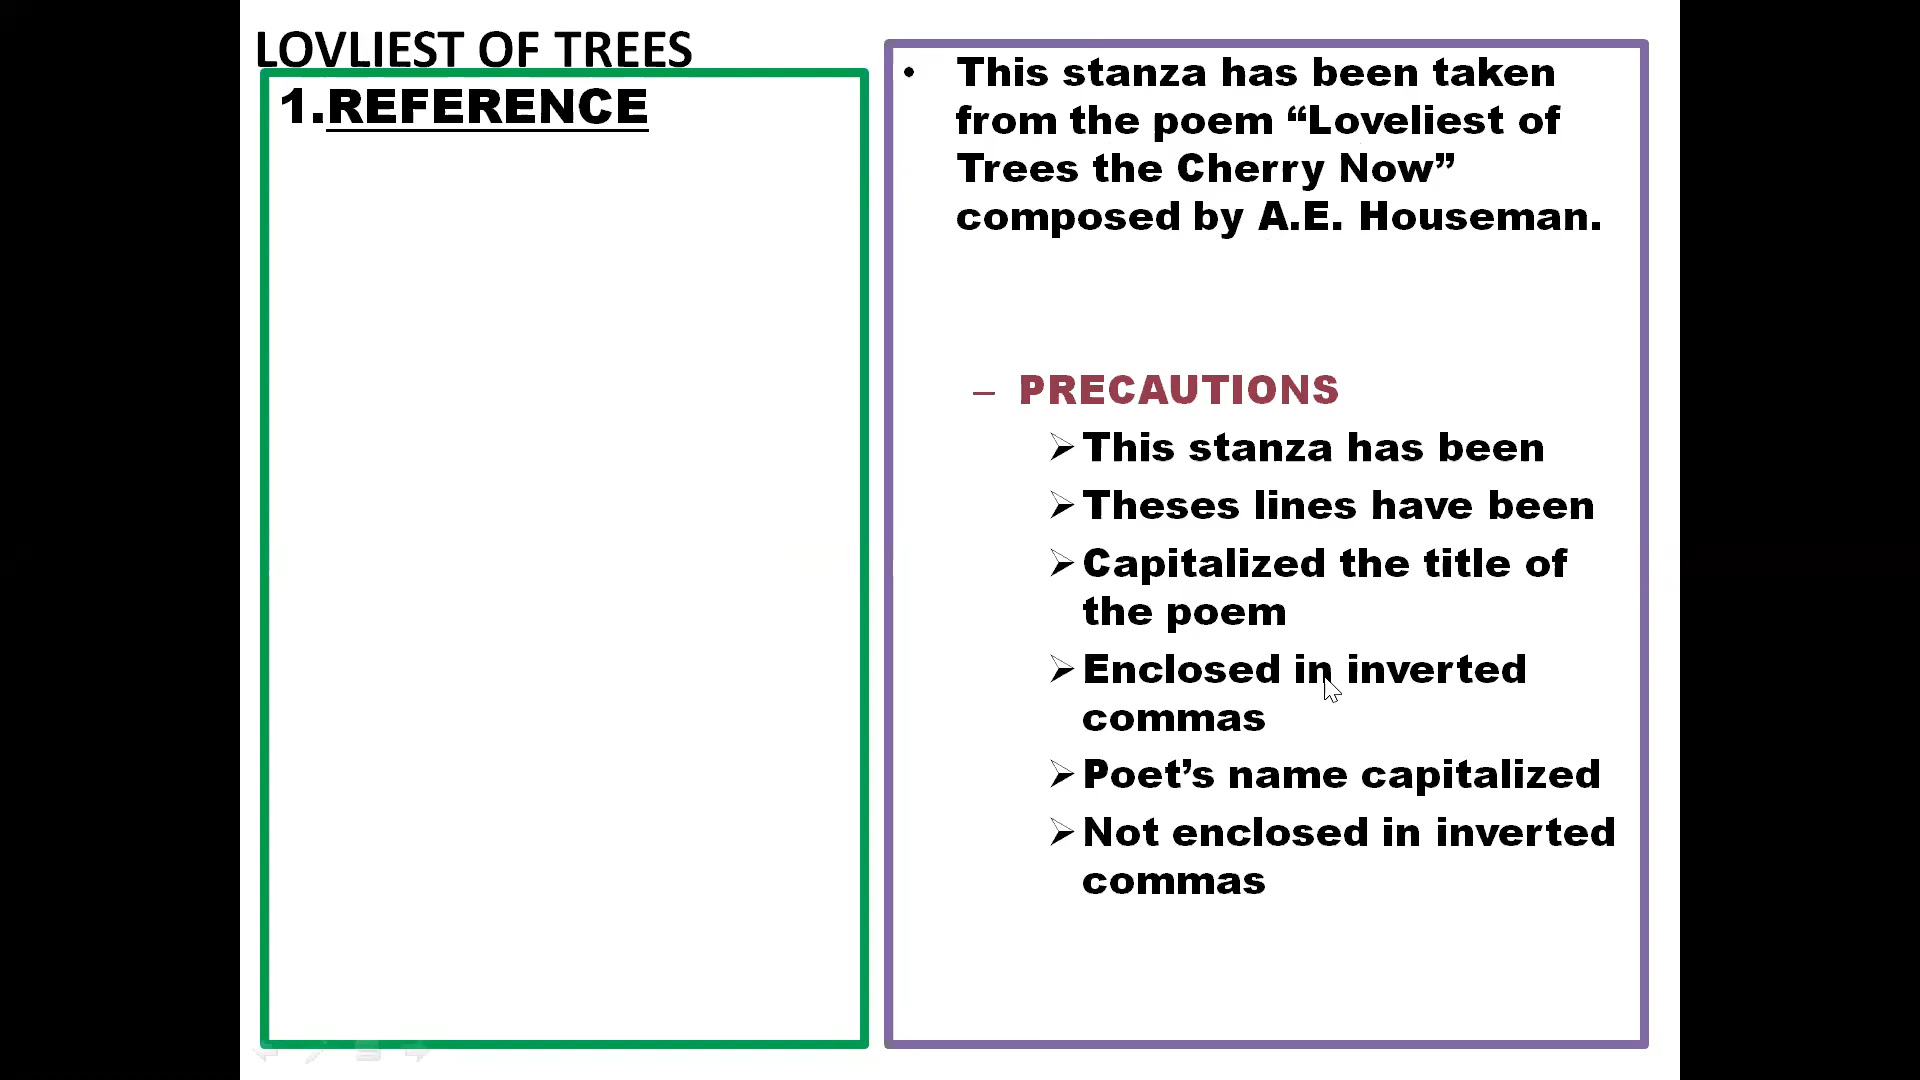 LOVLIEST OF TREES
1.REFERENCE
• This stanza has been taken
from the poem “Loveliest of
Trees the Cherry Now”
composed by A.E. Houseman.
– PRECAUTIONS
➢This stanza has been
➢Theses lines have been
➢Capitalized the title of
the poem
➢Enclosed in inverted
commas
➢Poet’s name capitalized
➢Not enclosed in inverted
commas